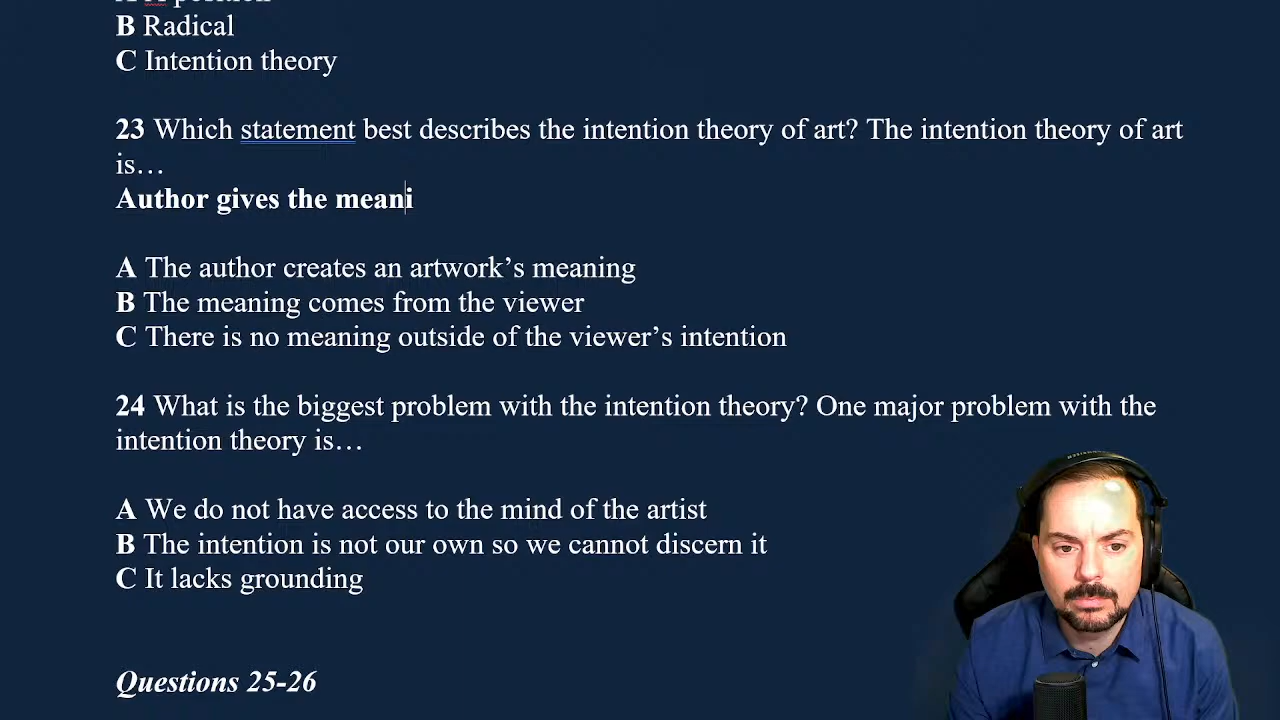 B Radical
C Intention theory
23 Which statement best describes the intention theory of art? The intention theory of art
is…
Author gives the meani
A The author creates an artwork’s meaning
B The meaning comes from the viewer
C There is no meaning outside of the viewer’s intention
24 What is the biggest problem with the intention theory? One major problem with the
intention theory is…
A We do not have access to the mind of the artist
B The intention is not our own so we cannot discern it
C It lacks grounding
Questions 25-26